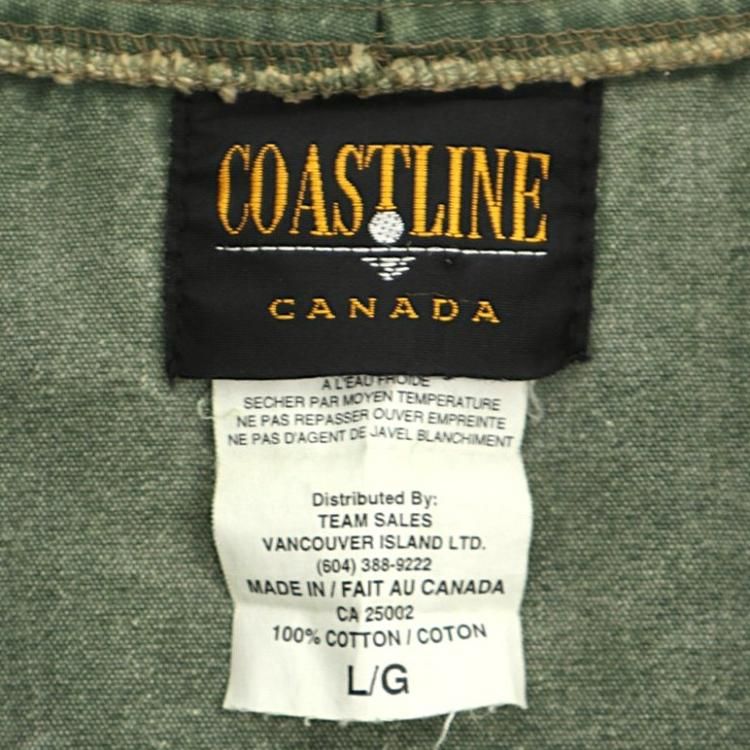 COASTLINE
CANADA
A L'EAU FROIDE
SECHER PAR MOYEN TEMPERATURE
NE PAS REPASSER OUVER EMPREINTE
NE PAS D'AGENT DE JAVEL BLANCHIMENT
Distributed By:
TEAM SALES
VANCOUVER ISLAND LTD.
(604) 388-9222
MADE IN / FAIT AU CANADA
CA 25002
100% COTTON / COTON
L/G